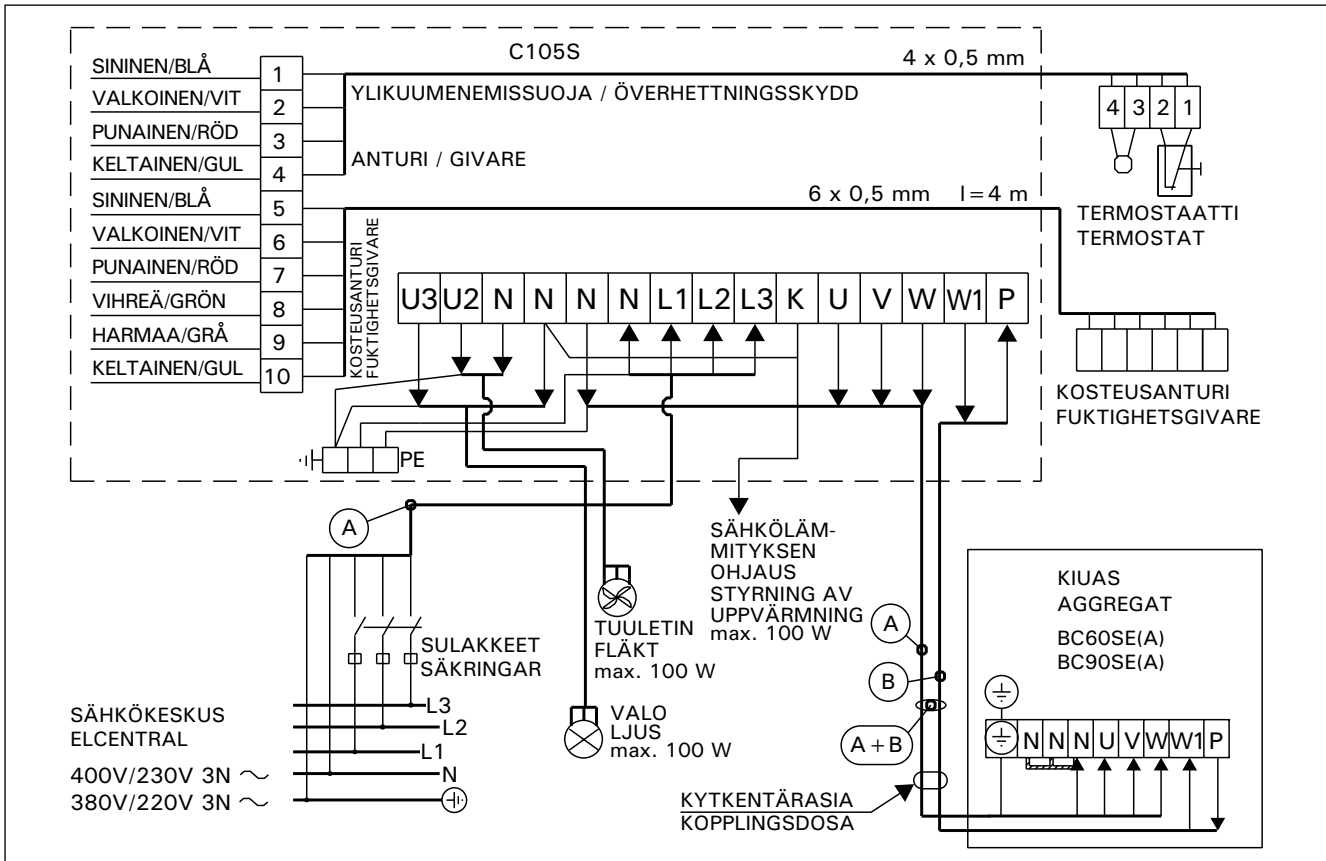 C105S
4 x 0,5 mm
SININEN/BLÅ
1
VALKOINEN/VIT
2
PUNAINEN/RÖD
3
KELTAINEN/GUL
4
SININEN/BLÅ
5
VALKOINEN/VIT
6
PUNAINEN/RÖD
7
VIHREÄ/GRÖN
8
HARMAA/GRÅ
9
KELTAINEN/GUL
10
YLIKUUMENEMISSUOJA / ÖVERHETTNINGSSKYDD
ANTURI / GIVARE
4 3 2 1
6 x 0,5 mm l=4 m
TERMOSTAATTI
TERMOSTAT
KOSTEUSANTURI
FUKTIGHETSGIVARE
U3 U2 N N N N L1 L2 L3 K U V W W1 P
KOSTEUSANTURI
FUKTIGHETSGIVARE
PE
A
SULAKKEET
SÄKRINGAR
SÄHKÖKESKUS
ELCENTRAL
400V/230V 3N ~
380V/220V 3N ~
L3
L2
L1
N
TUULETIN
FLÄKT
max. 100 W
VALO
LJUS
max. 100 W
SÄHKÖLÄM-
MITYKSEN
OHJAUS
STYRNING AV
UPPVÄRMNING
max. 100 W
A
B
A+B
KYTKENTÄRASIA
KOPPLINGSDOSA
KIUAS
AGGREGAT
BC60SE(A)
BC90SE(A)
N N N U V W W1 P